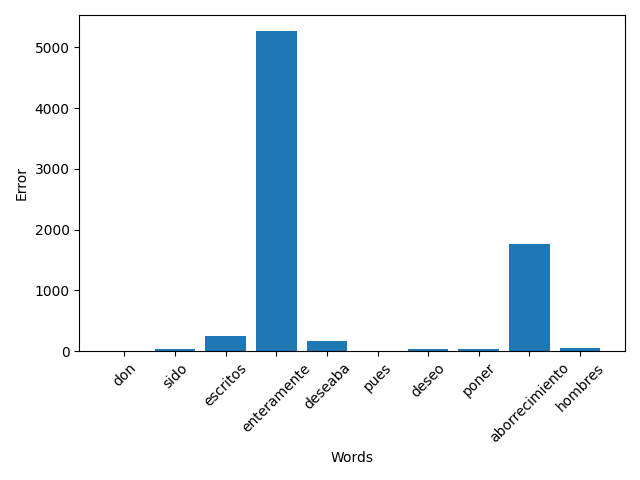 5000
4000
3000
2000
1000
0
Error
don
sido
escritos
enteramente
deseaba
pues
deseo
poner
aborrecimiento
hombres
Words